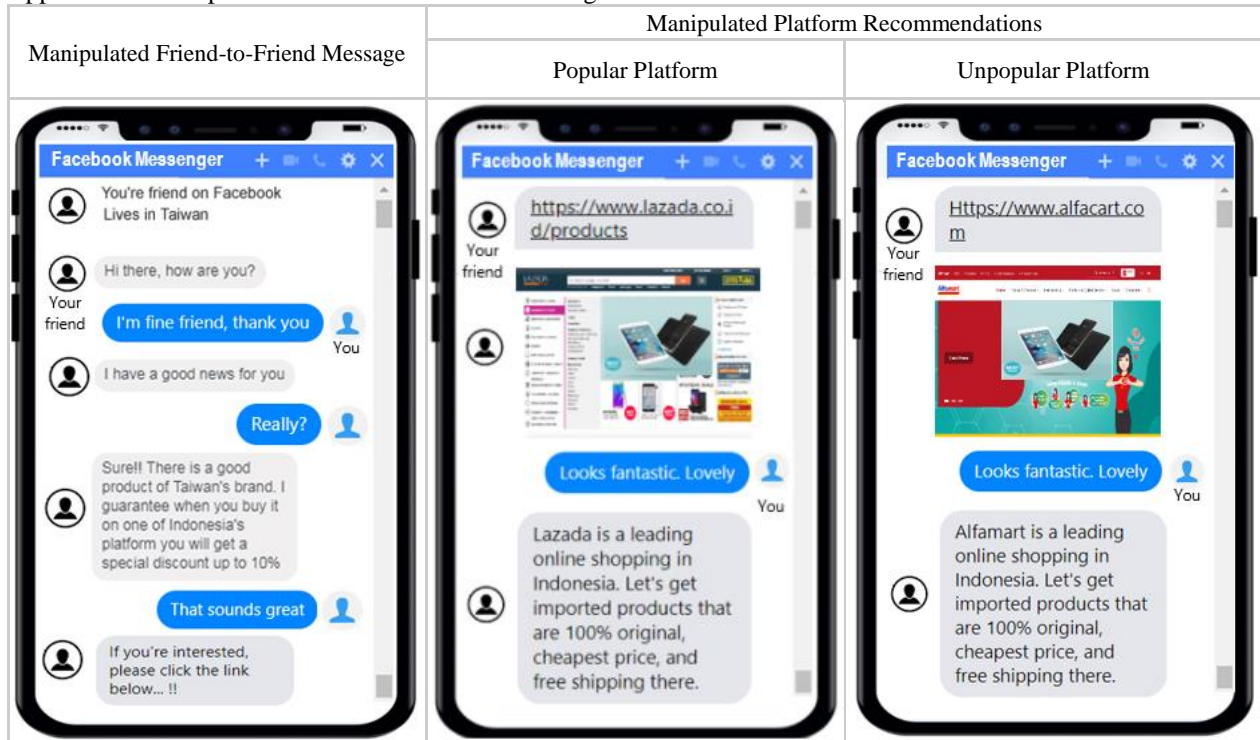 Manipulated Friend-to-Friend Message
Manipulated Platform Recommendations
Popular Platform
Unpopular Platform
Facebook Messenger
You're friend on Facebook
Lives in Taiwan
Hi there, how are you?
Your
friend
I'm fine friend, thank you
You
I have a good news for you
Really?
Sure!! There is a good
product of Taiwan's brand. I
guarantee when you buy it
on one of Indonesia's
platform you will get a
special discount up to 10%
That sounds great
If you're interested,
please click the link
below... !!
Facebook Messenger
https://www.lazada.co.i
d/products
Your
friend
Looks fantastic. Lovely
You
Lazada is a leading
online shopping in
Indonesia. Let's get
imported products that
are 100% original,
cheapest price, and
free shipping there.
Facebook Messenger
Https://www.alfacart.co
m
Your
friend
Alfamart
Looks fantastic. Lovely
You
Alfamart is a leading
online shopping in
Indonesia. Let's get
imported products that
are 100% original,
cheapest price, and
free shipping there.